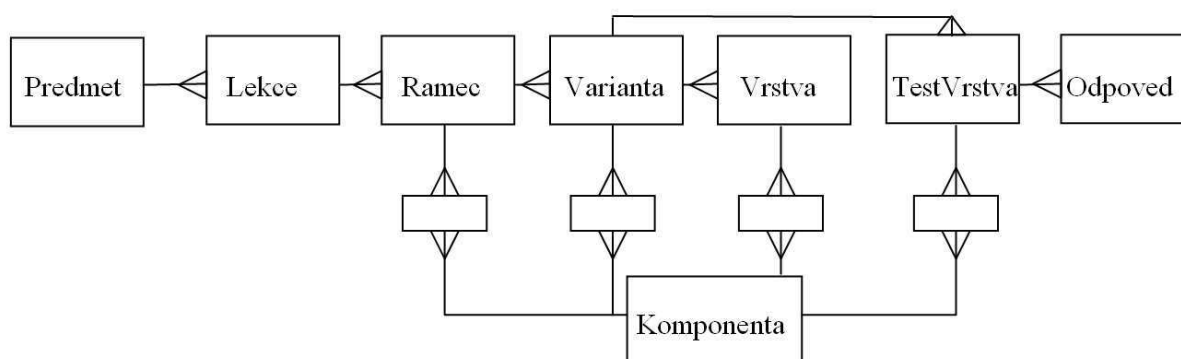 Predmet
Lekce
Ramec
Varianta
Vrstva
TestVrstva
Odpoved
Komponenta